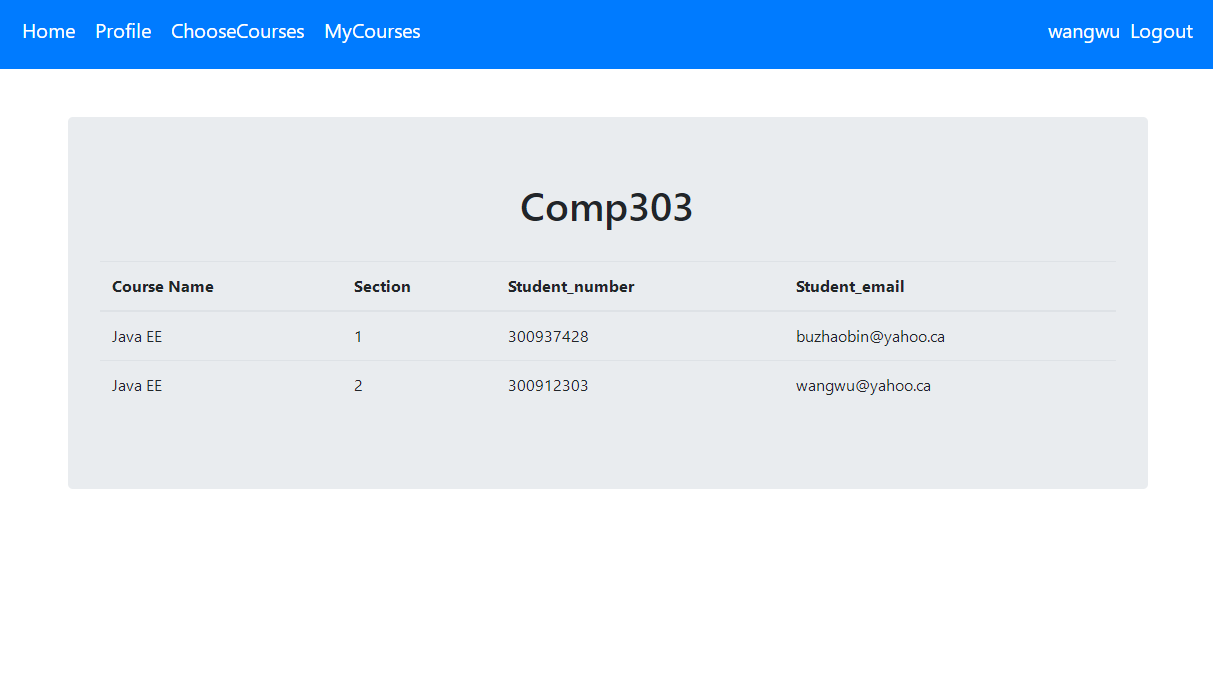 Home Profile ChooseCourses MyCourses wangwu Logout
Comp303
Course Name Section Student_number Student_email
Java EE 1 300937428 buzhaobin@yahoo.ca
Java EE 2 300912303 wangwu@yahoo.ca